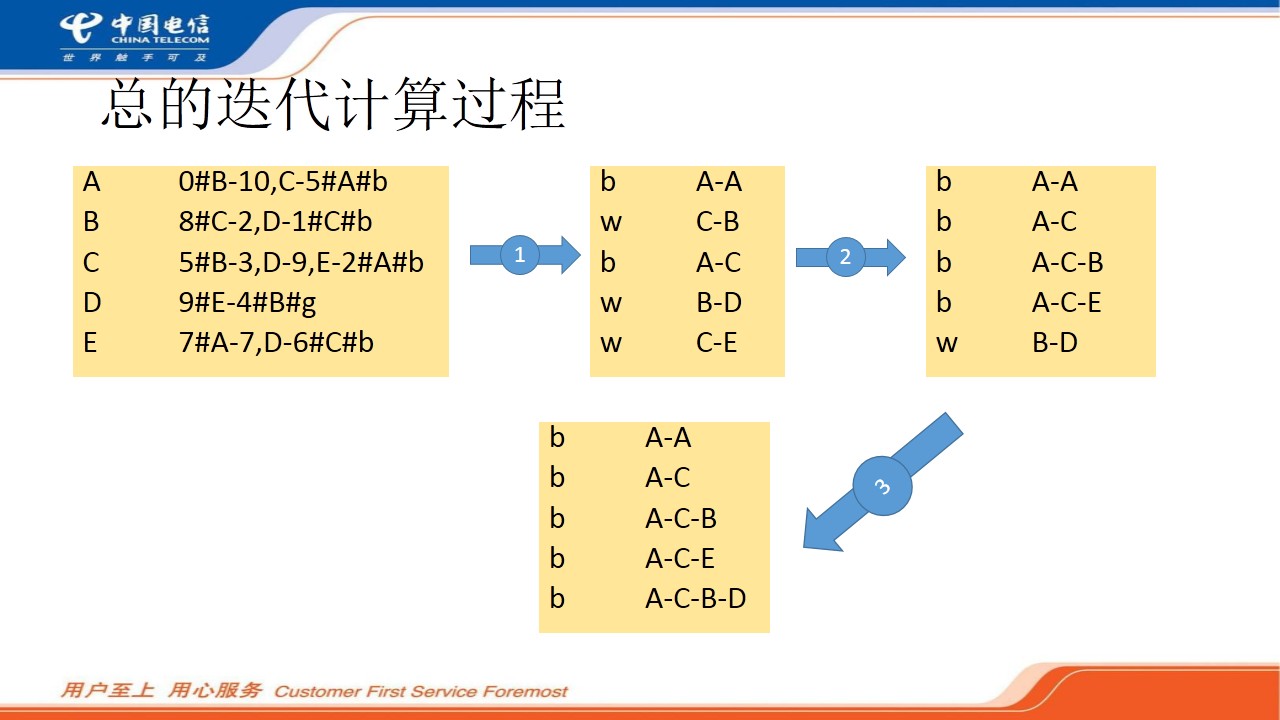 中国电信
CHINA TELECOM
世界触手可及
总的迭代计算过程
A 0#B-10,C-5#A#b
B 8#C-2,D-1#C#b
C 5#B-3,D-9,E-2#A#b
D 9#E-4#B#g
E 7#A-7,D-6#C#b
1
b A-A
w C-B
b A-C
w B-D
w C-E
2
b A-A
b A-C
b A-C-B
b A-C-E
w B-D
3
b A-A
b A-C
b A-C-B
b A-C-E
b A-C-B-D
用户至上 用心服务 Customer First Service Foremost